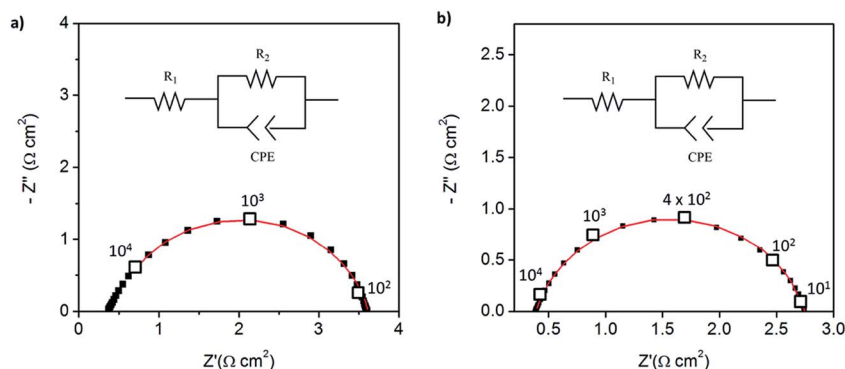 a)
- Z'' (Ω cm²)
4
3
2
1
0
R₁
R₂
CPE
10⁴
10³
10²
0
1
2
3
4
Z'(Ω cm²)
b)
- Z'' (Ω cm²)
2.5
2.0
1.5
1.0
0.5
0.0
R₁
R₂
CPE
10⁴
10³
4 x 10²
10²
10¹
0.5
1.0
1.5
2.0
2.5
3.0
Z'(Ω cm²)